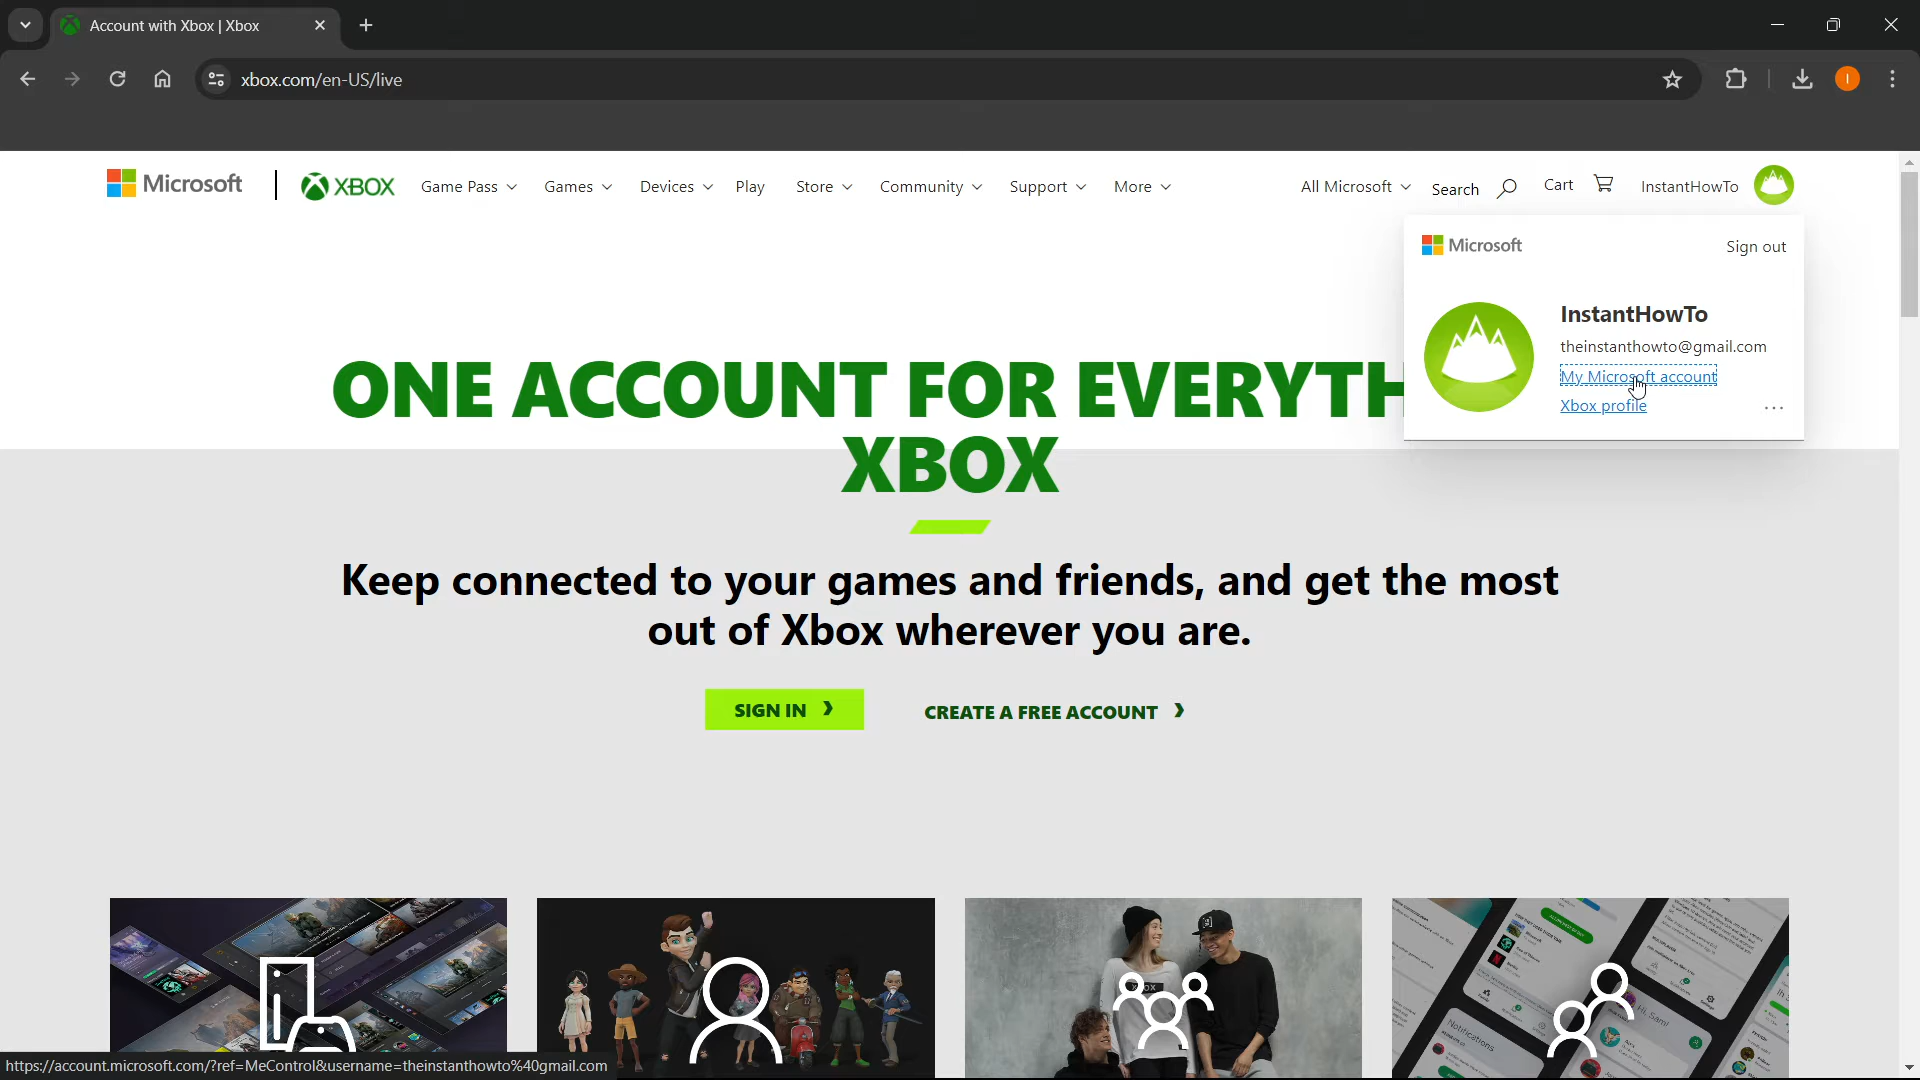 Account with Xbox | Xbox
xbox.com/en-US/live
I
Microsoft
XBOX
Game Pass
Games
Devices
Play
Store
Community
Support
More
All Microsoft
Search
Cart
InstantHowTo
Microsoft
Sign out
InstantHowTo
theinstanthowto@gmail.com
My Microsoft account
Xbox profile
...
ONE ACCOUNT FOR EVERYTH
XBOX
Keep connected to your games and friends, and get the most
out of Xbox wherever you are.
SIGN IN
CREATE A FREE ACCOUNT
Notifications
Hi, Sam!
https://account.microsoft.com/?ref=MeControl&username=theinstanthowto%40gmail.com